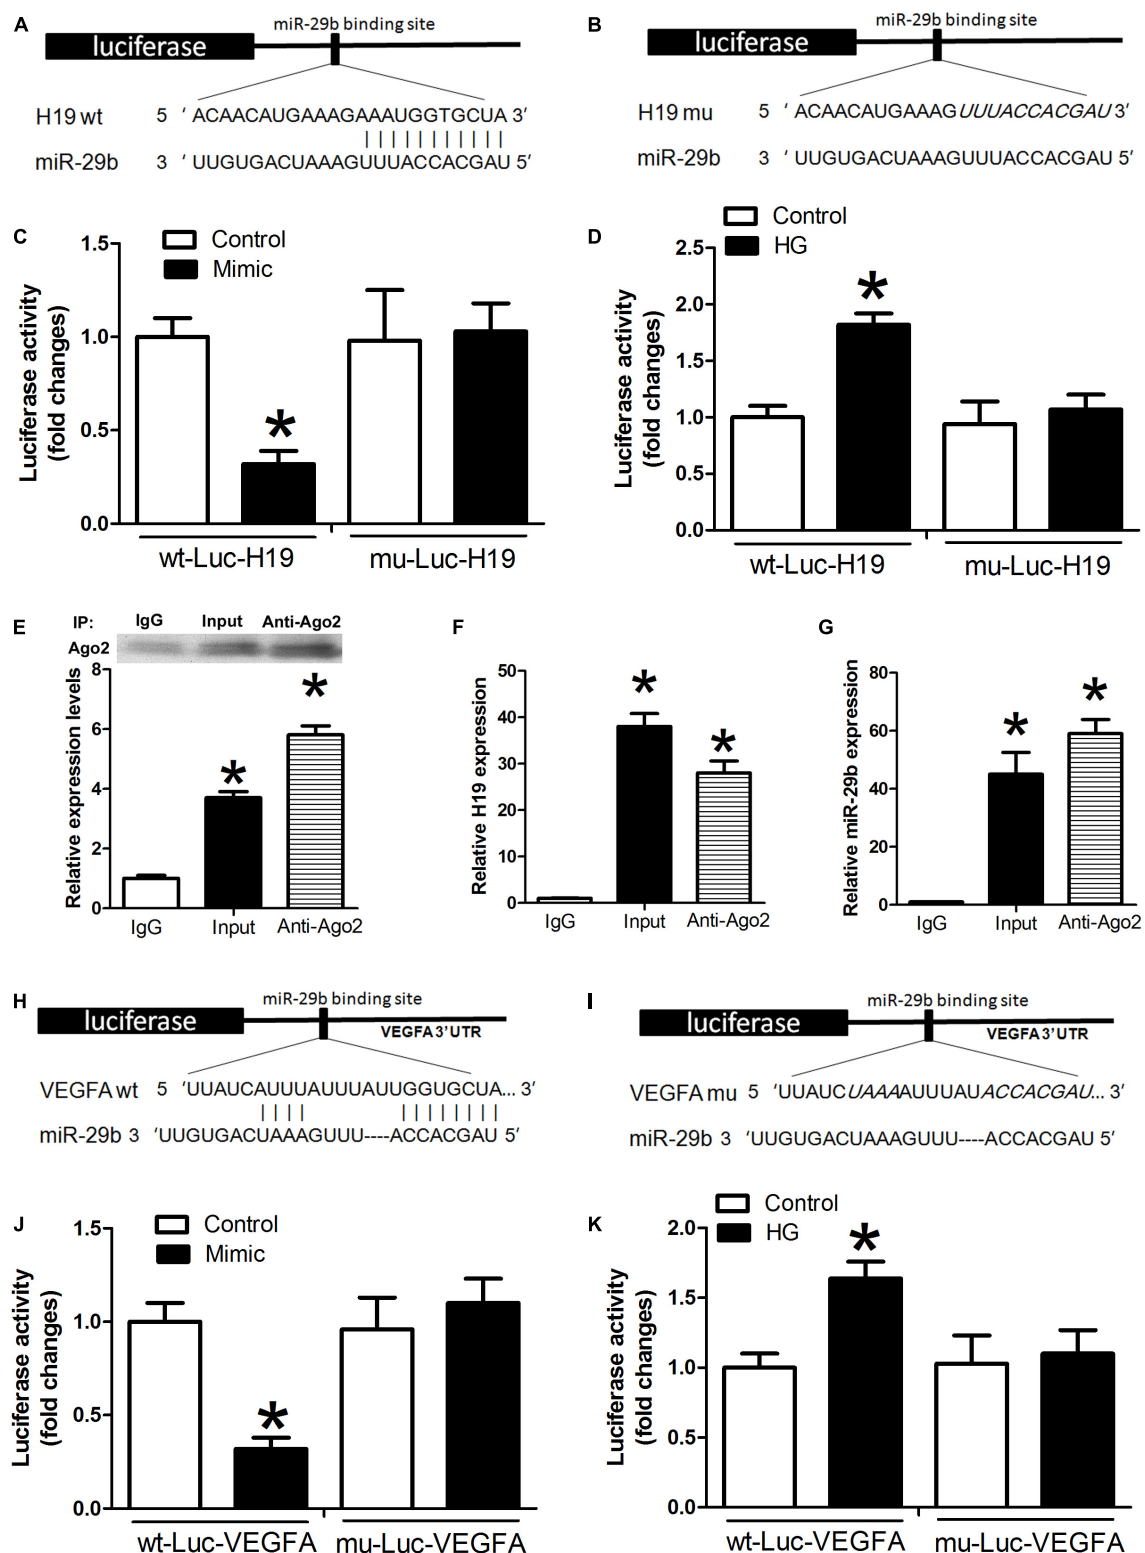 A
miR-29b binding site
luciferase
H19 wt 5 ' ACAACAUGAAAGAAAUGGTGCUA 3'
miR-29b 3 ' UUGUGACUAAAGUUUACCACGAU 5'
B
miR-29b binding site
luciferase
H19 mu 5 ' ACAACAUGAAAGUUUACCACGAU 3'
miR-29b 3 ' UUGUGACUAAAGUUUACCACGAU 5'
C
Control
Mimic
Luciferase activity
(fold changes)
1.5
1.0
0.5
0.0
wt-Luc-H19
mu-Luc-H19
D
Control
HG
Luciferase activity
(fold changes)
2.5
2.0
1.5
1.0
0.5
0.0
*
wt-Luc-H19
mu-Luc-H19
E
IP: IgG Input Anti-Ago2
Ago2
Relative expression levels
8
6
4
2
0
*
*
IgG Input Anti-Ago2
F
Relative H19 expression
50
40
30
20
10
0
*
*
IgG Input Anti-Ago2
G
Relative miR-29b expression
80
60
40
20
0
*
*
IgG Input Anti-Ago2
H
miR-29b binding site
luciferase
VEGFA 3'UTR
VEGFA wt 5 'UUAUCAUUUAUUUAUUGGUGCUA... 3'
miR-29b 3 'UUGUGACUAAAGUUU----ACCACGAU 5'
I
miR-29b binding site
luciferase
VEGFA 3'UTR
VEGFA mu 5 'UUAUCUAAAAUUUAUACCACGAU... 3'
miR-29b 3 'UUGUGACUAAAGUUU----ACCACGAU 5'
J
Control
Mimic
Luciferase activity
(fold changes)
1.5
1.0
0.5
0.0
*
wt-Luc-VEGFA
mu-Luc-VEGFA
K
Control
HG
Luciferase activity
(fold changes)
2.0
1.5
1.0
0.5
0.0
*
wt-Luc-VEGFA
mu-Luc-VEGFA